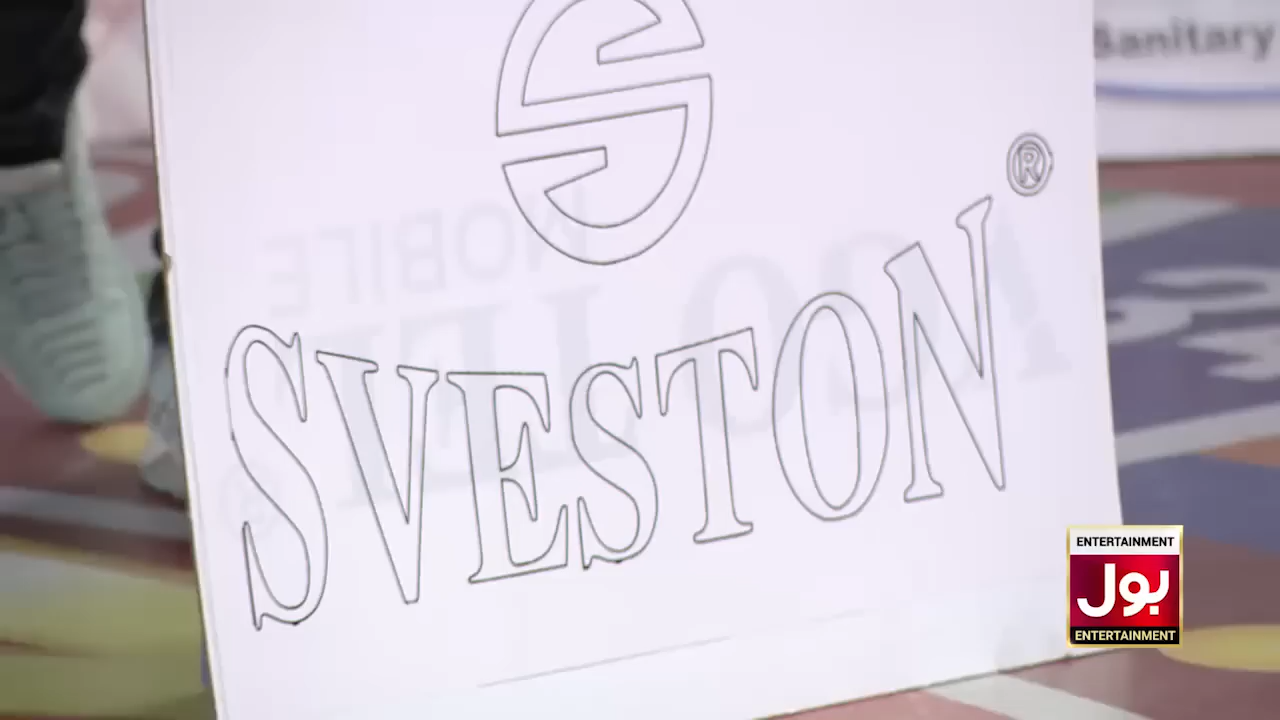 Sanitary
®
SVESTON
ENTERTAINMENT
بول
ENTERTAINMENT